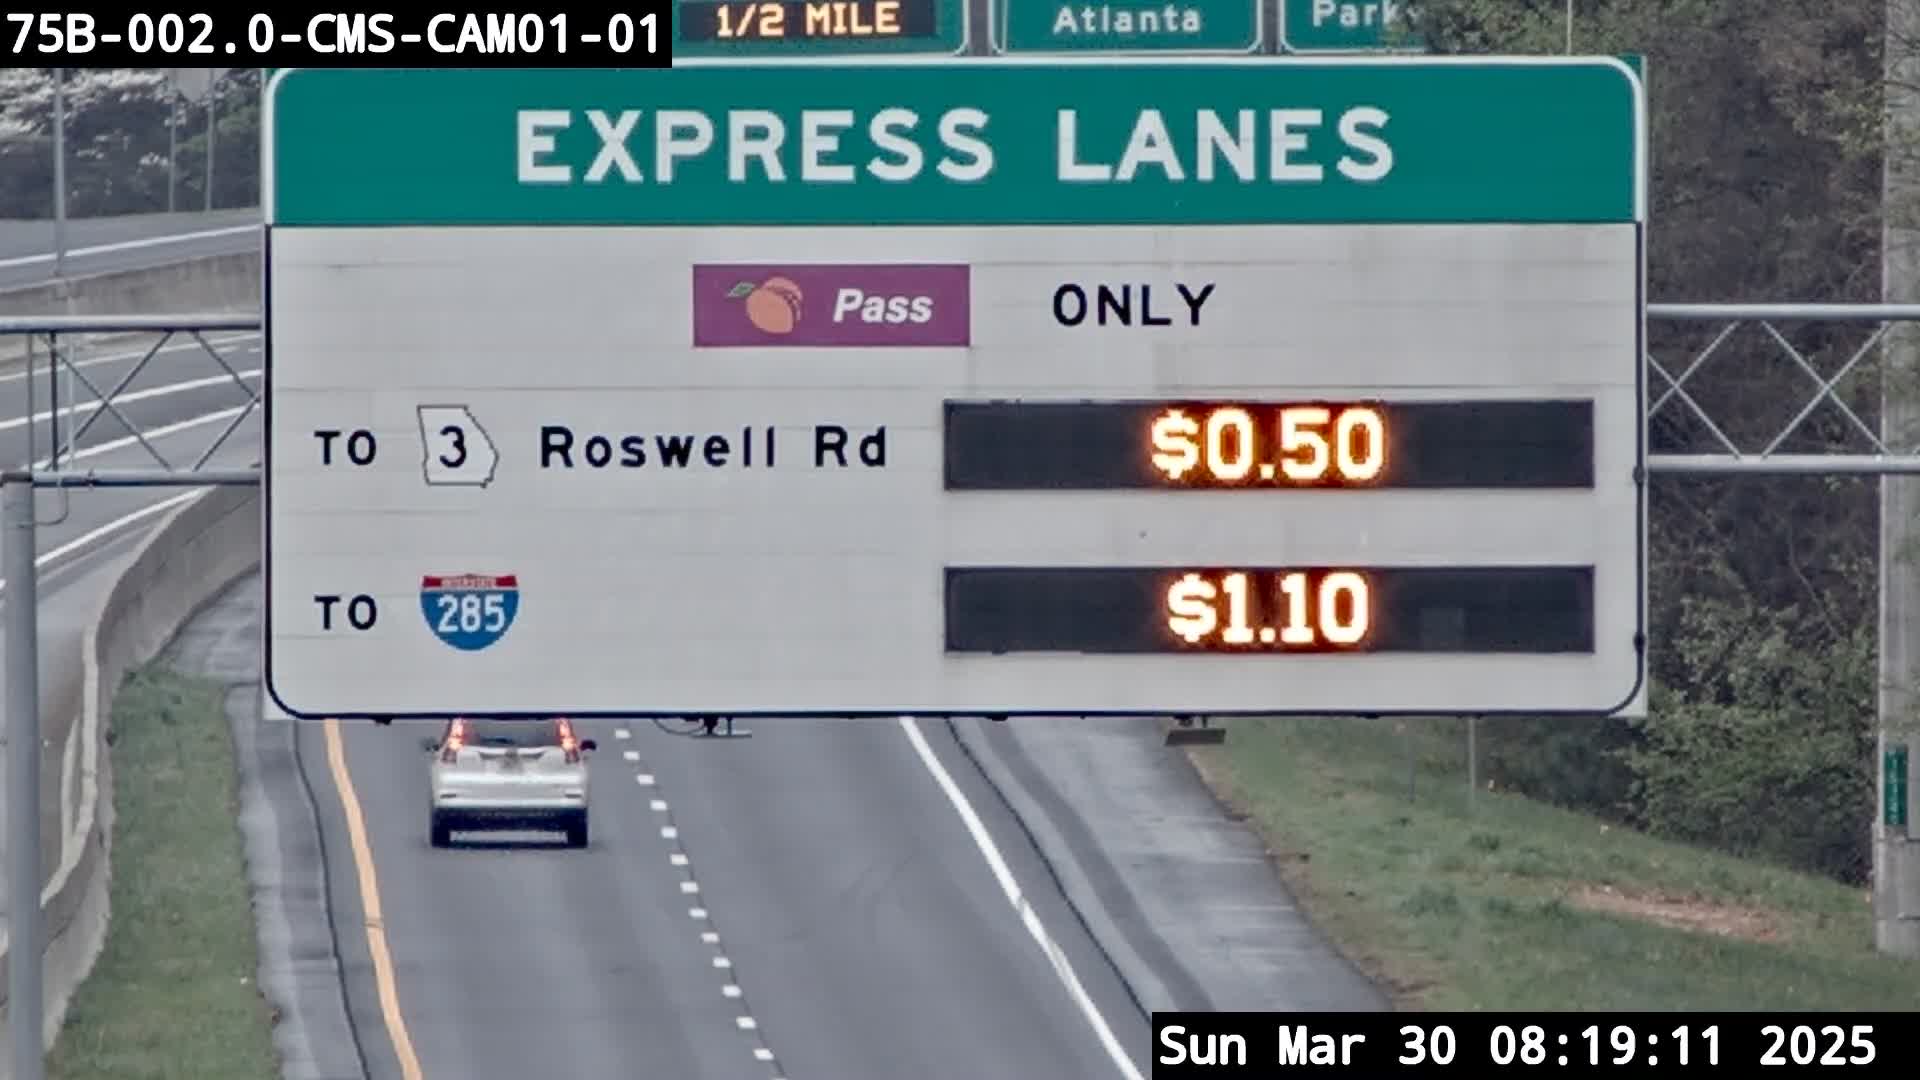 75B-002.0-CMS-CAM01-01
1/2 MILE
Atlanta
EXPRESS LANES
Pass ONLY
TO 3 Roswell Rd $0.50
TO INTERSTATE 285 $1.10
Sun Mar 30 08:19:11 2025